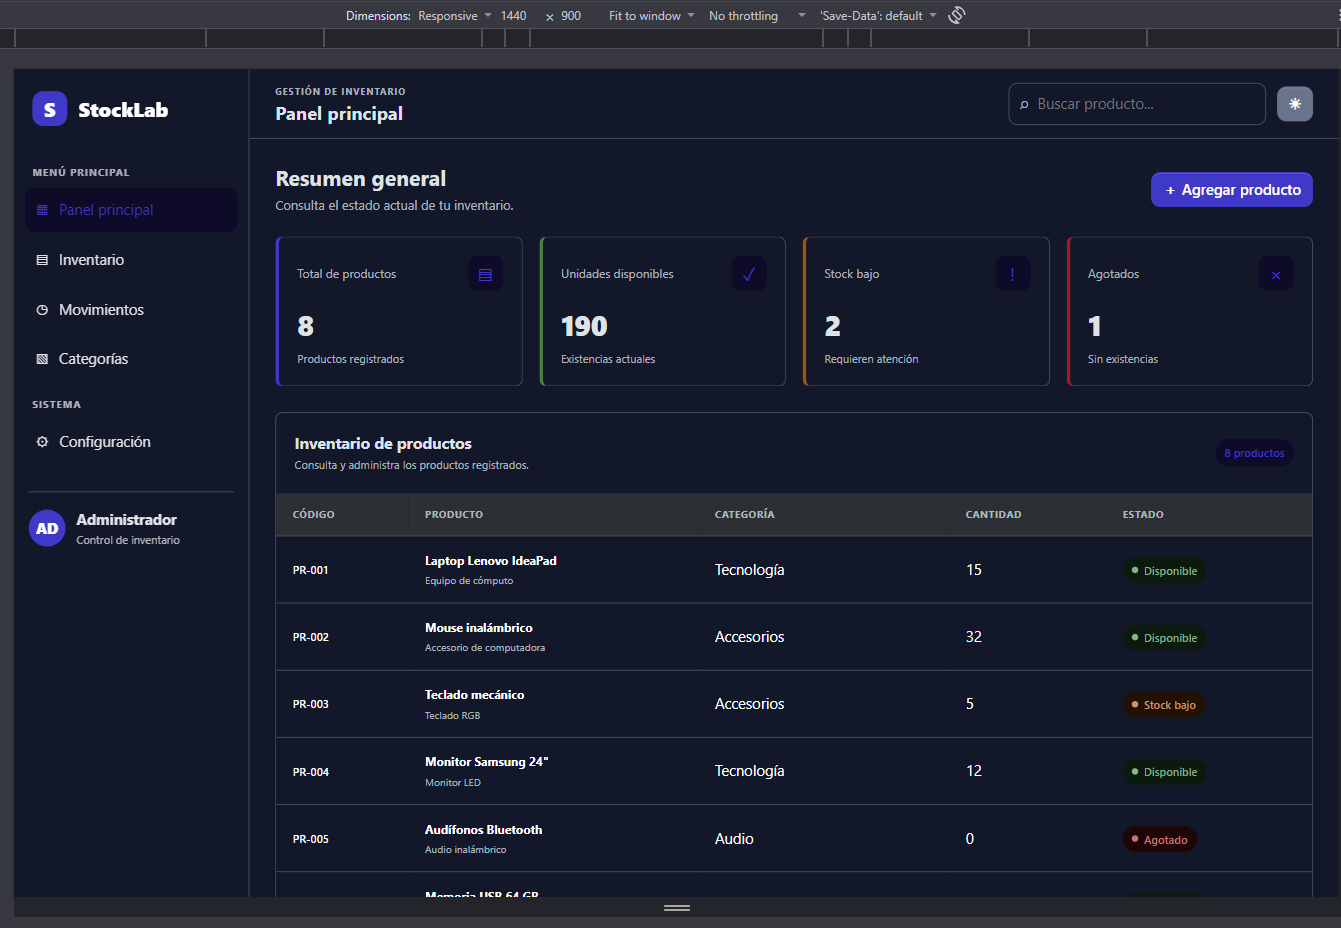 Dimensions: Responsive 1440 x 900 Fit to window No throttling 'Save-Data': default
S StockLab
GESTIÓN DE INVENTARIO
Panel principal
Buscar producto...
MENÚ PRINCIPAL
Panel principal
Inventario
Movimientos
Categorías
SISTEMA
Configuración
AD Administrador
Control de inventario
Resumen general
Consulta el estado actual de tu inventario.
+ Agregar producto
Total de productos
8
Productos registrados
Unidades disponibles
✓
190
Existencias actuales
Stock bajo
!
2
Requieren atención
Agotados
×
1
Sin existencias
Inventario de productos
Consulta y administra los productos registrados.
8 productos
CÓDIGO PRODUCTO CATEGORÍA CANTIDAD ESTADO
PR-001 Laptop Lenovo IdeaPad Tecnología 15 Disponible
Equipo de cómputo
PR-002 Mouse inalámbrico Accesorios 32 Disponible
Accesorio de computadora
PR-003 Teclado mecánico Accesorios 5 Stock bajo
Teclado RGB
PR-004 Monitor Samsung 24" Tecnología 12 Disponible
Monitor LED
PR-005 Audífonos Bluetooth Audio 0 Agotado
Audio inalámbrico
Memoria USB 64 GB